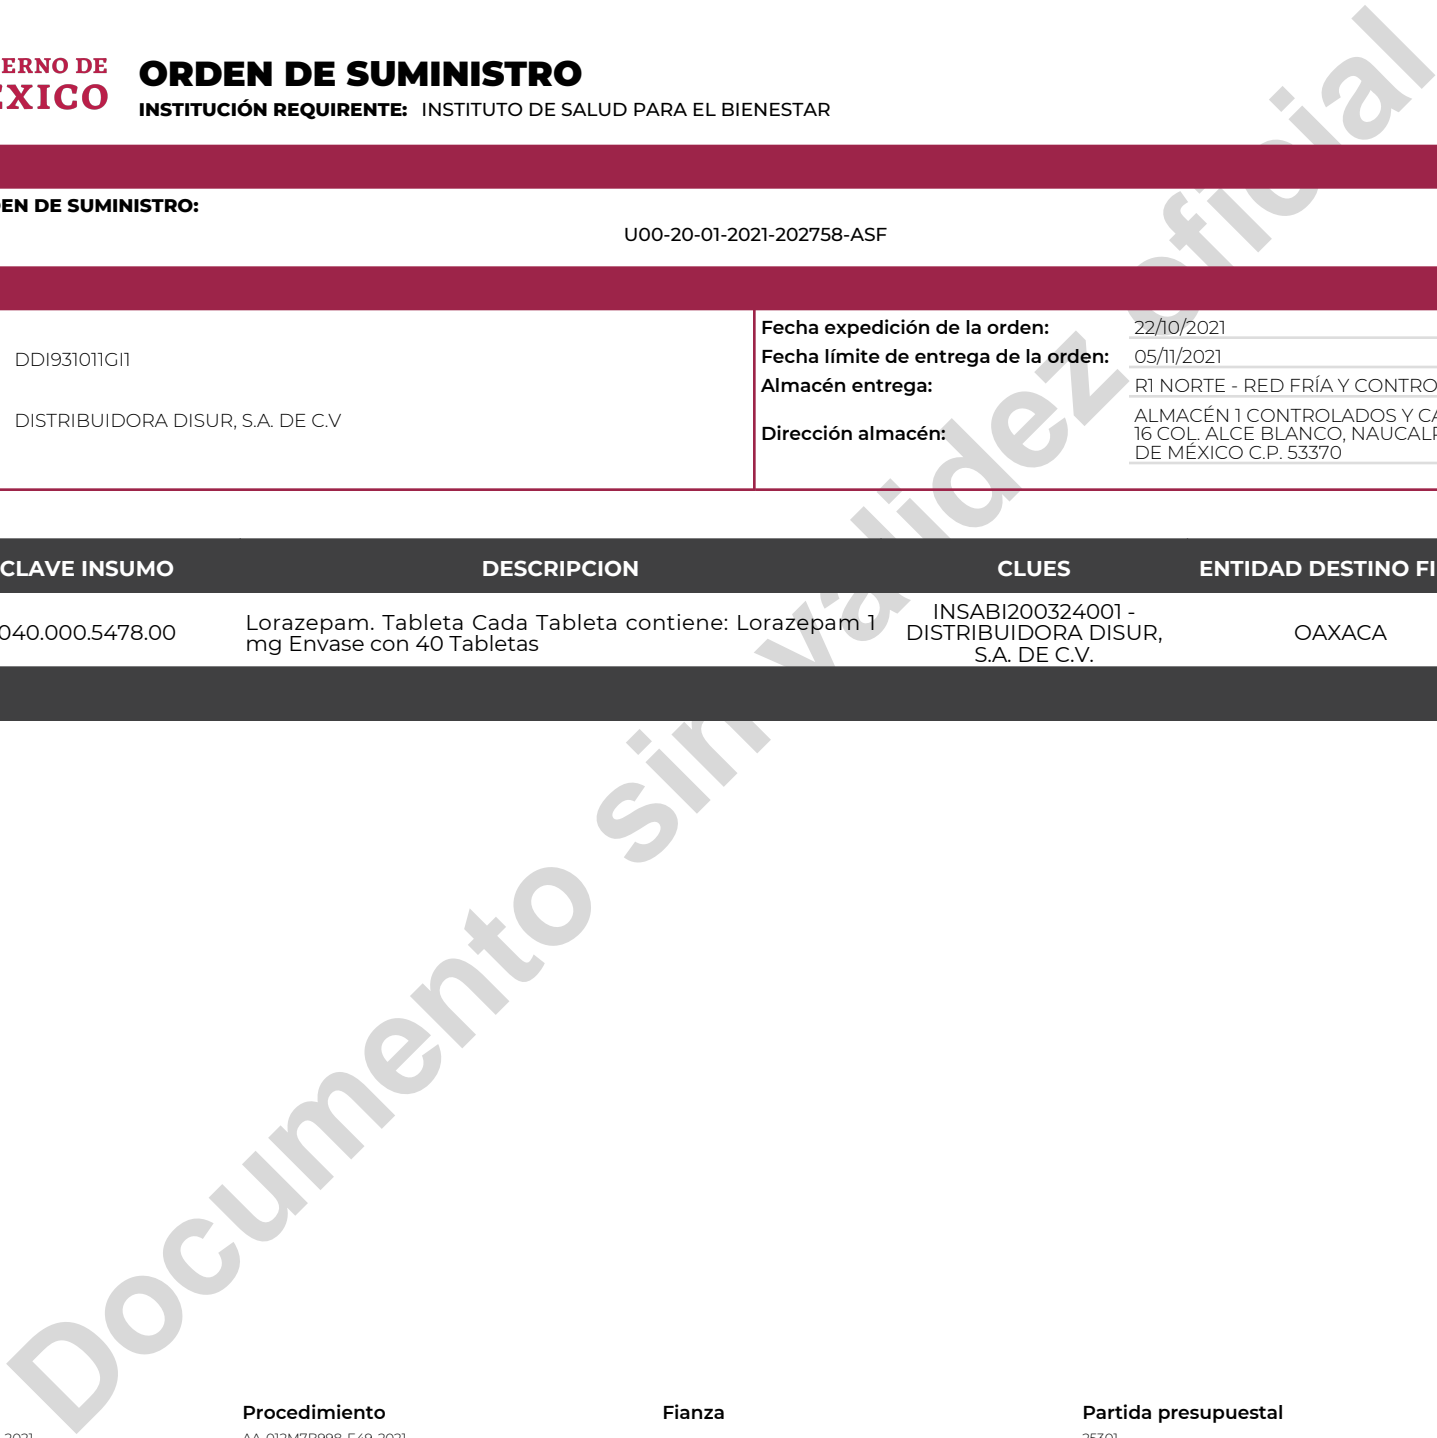 ERNO DE
ORDEN DE SUMINISTRO
EXICO
INSTITUCIÓN REQUIRENTE: INSTITUTO DE SALUD PARA EL BIENESTAR
EN DE SUMINISTRO:
U00-20-01-2021-202758-ASF
Fecha expedición de la orden: 22/10/2021
DDI931011GI1
Fecha límite de entrega de la orden: 05/11/2021
Almacén entrega: R1 NORTE - RED FRÍA Y CONTRO
DISTRIBUIDORA DISUR, S.A. DE C.V
Dirección almacén:
ALMACÉN 1 CONTROLADOS Y CA
16 COL. ALCE BLANCO, NAUCALP
DE MÉXICO C.P. 53370
CLAVE INSUMO DESCRIPCION CLUES ENTIDAD DESTINO FI
040.000.5478.00
Lorazepam. Tableta Cada Tableta contiene: Lorazepam 1
mg Envase con 40 Tabletas
INSABI200324001 -
DISTRIBUIDORA DISUR,
S.A. DE C.V.
OAXACA
Documento sin validez oficial
Procedimiento Fianza Partida presupuestal